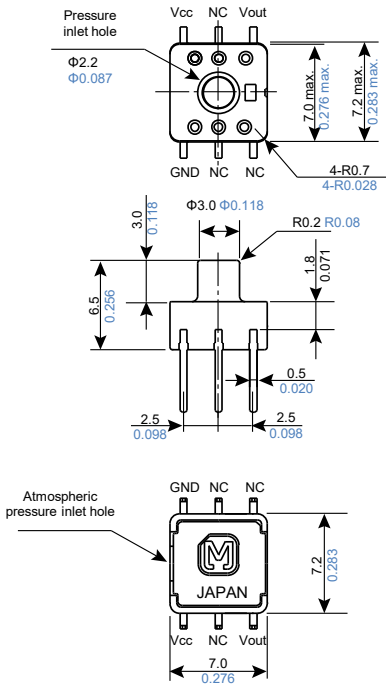 Vcc NC Vout
Pressure
inlet hole
Φ2.2
Φ0.087
7.0 max.
0.276 max.
7.2 max.
0.283 max.
GND NC NC
4-R0.7
4-R0.028
3.0
0.118
Φ3.0 Φ0.118
R0.2 R0.08
1.8
0.071
6.5
0.256
0.5
0.020
2.5
0.098
2.5
0.098
GND NC NC
Atmospheric
pressure inlet hole
M
JAPAN
7.2
0.283
Vcc NC Vout
7.0
0.276